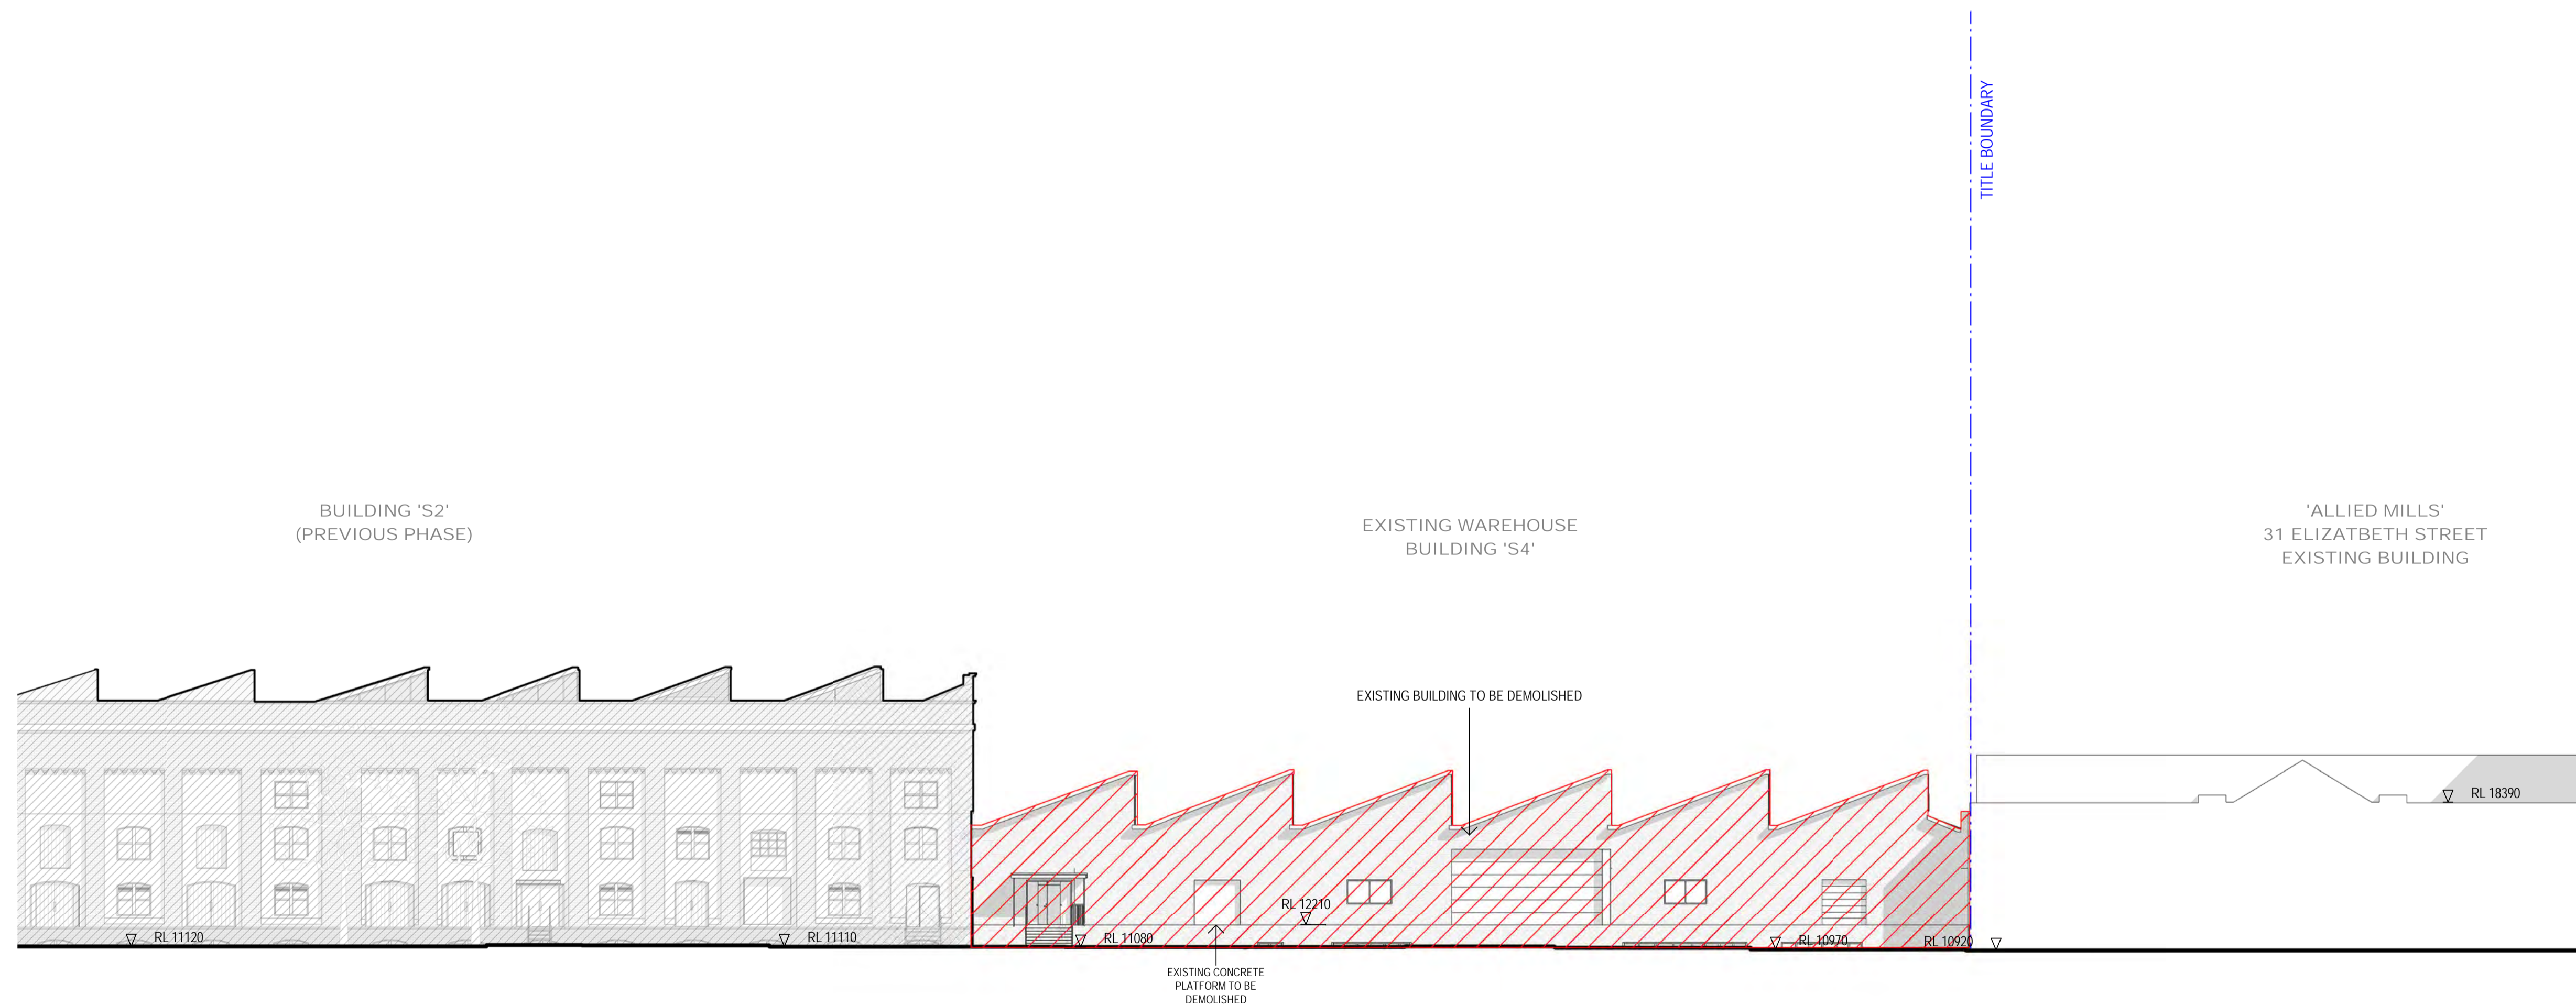 TITLE BOUNDARY
BUILDING 'S2'
(PREVIOUS PHASE)
EXISTING WAREHOUSE
BUILDING 'S4'
'ALLIED MILLS'
31 ELIZATBETH STREET
EXISTING BUILDING
EXISTING BUILDING TO BE DEMOLISHED
RL 18390
RL 12210
RL 11120
RL 11110
RL 11080
RL 10970
RL 10920
EXISTING CONCRETE
PLATFORM TO BE
DEMOLISHED